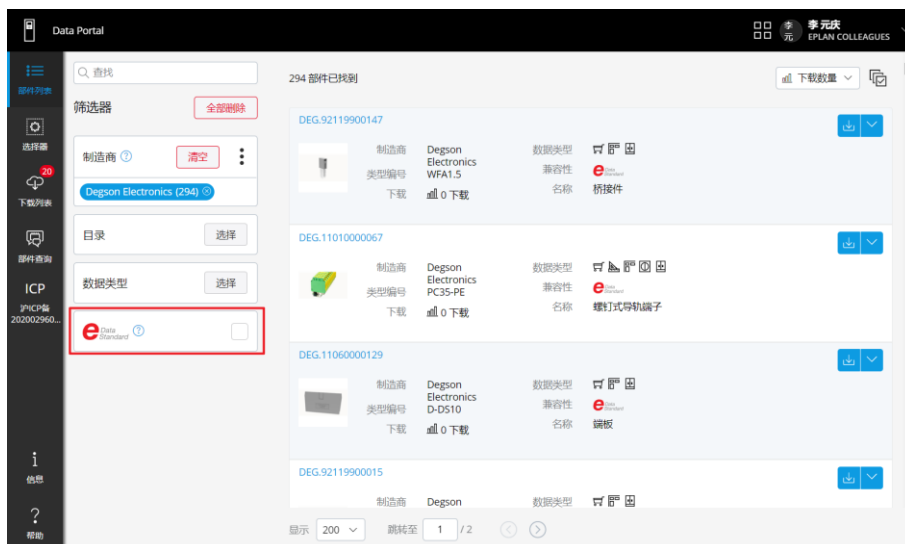 Data Portal
李元
李元庆
EPLAN COLLEAGUES
部件列表
选择器
20
下载列表
部件查询
ICP
沪ICP备
202002960...
信息
帮助
查找
筛选器
全部删除
制造商
清空
Degson Electronics (294)
目录
选择
数据类型
选择
e Data Standard
294 部件已找到
下载数量
DEG.92119900147
制造商 Degson Electronics
数据类型
类型编号 WFA1.5
兼容性 e Data Standard
下载 0 下载
名称 桥接件
DEG.11010000067
制造商 Degson Electronics
数据类型
类型编号 PC35-PE
兼容性 e Data Standard
下载 0 下载
名称 螺钉式导轨端子
DEG.11060000129
制造商 Degson Electronics
数据类型
类型编号 D-DS10
兼容性 e Data Standard
下载 0 下载
名称 端板
DEG.92119900015
制造商 Degson
数据类型
显示 200 跳转至 1 / 2